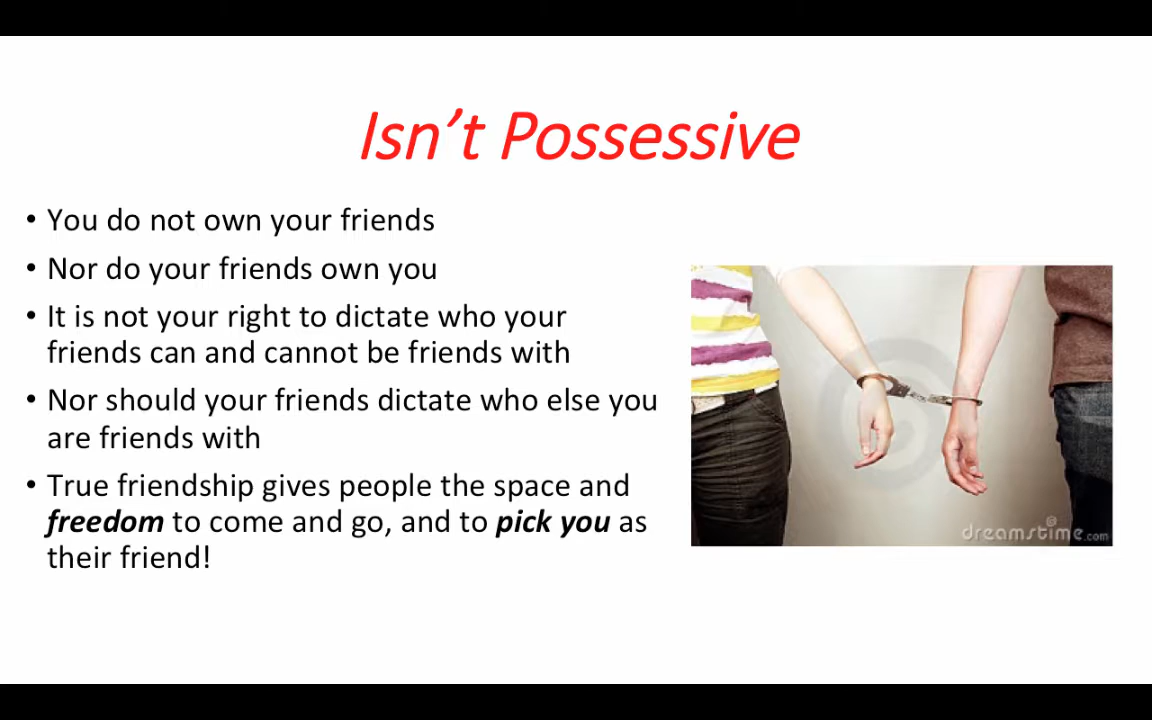 Isn’t Possessive
• You do not own your friends
• Nor do your friends own you
• It is not your right to dictate who your
friends can and cannot be friends with
• Nor should your friends dictate who else you
are friends with
• True friendship gives people the space and
freedom to come and go, and to pick you as
their friend!
dreamstime.com